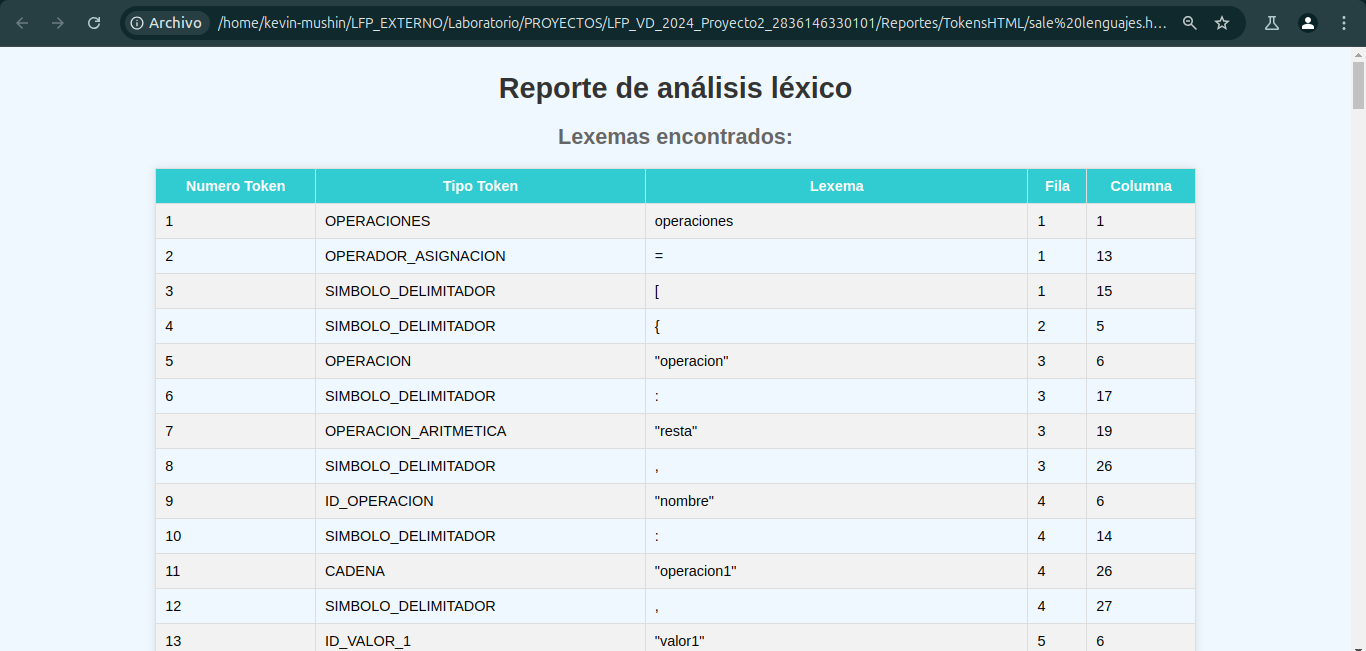 Archivo /home/kevin-mushin/LFP_EXTERNO/Laboratorio/PROYECTOS/LFP_VD_2024_Proyecto2_2836146330101/Reportes/TokensHTML/sale%20lenguajes.h...
Reporte de análisis léxico
Lexemas encontrados:
Numero Token Tipo Token Lexema Fila Columna
1 OPERACIONES operaciones 1 1
2 OPERADOR_ASIGNACION = 1 13
3 SIMBOLO_DELIMITADOR [ 1 15
4 SIMBOLO_DELIMITADOR { 2 5
5 OPERACION "operacion" 3 6
6 SIMBOLO_DELIMITADOR : 3 17
7 OPERACION_ARITMETICA "resta" 3 19
8 SIMBOLO_DELIMITADOR , 3 26
9 ID_OPERACION "nombre" 4 6
10 SIMBOLO_DELIMITADOR : 4 14
11 CADENA "operacion1" 4 26
12 SIMBOLO_DELIMITADOR , 4 27
13 ID_VALOR_1 "valor1" 5 6